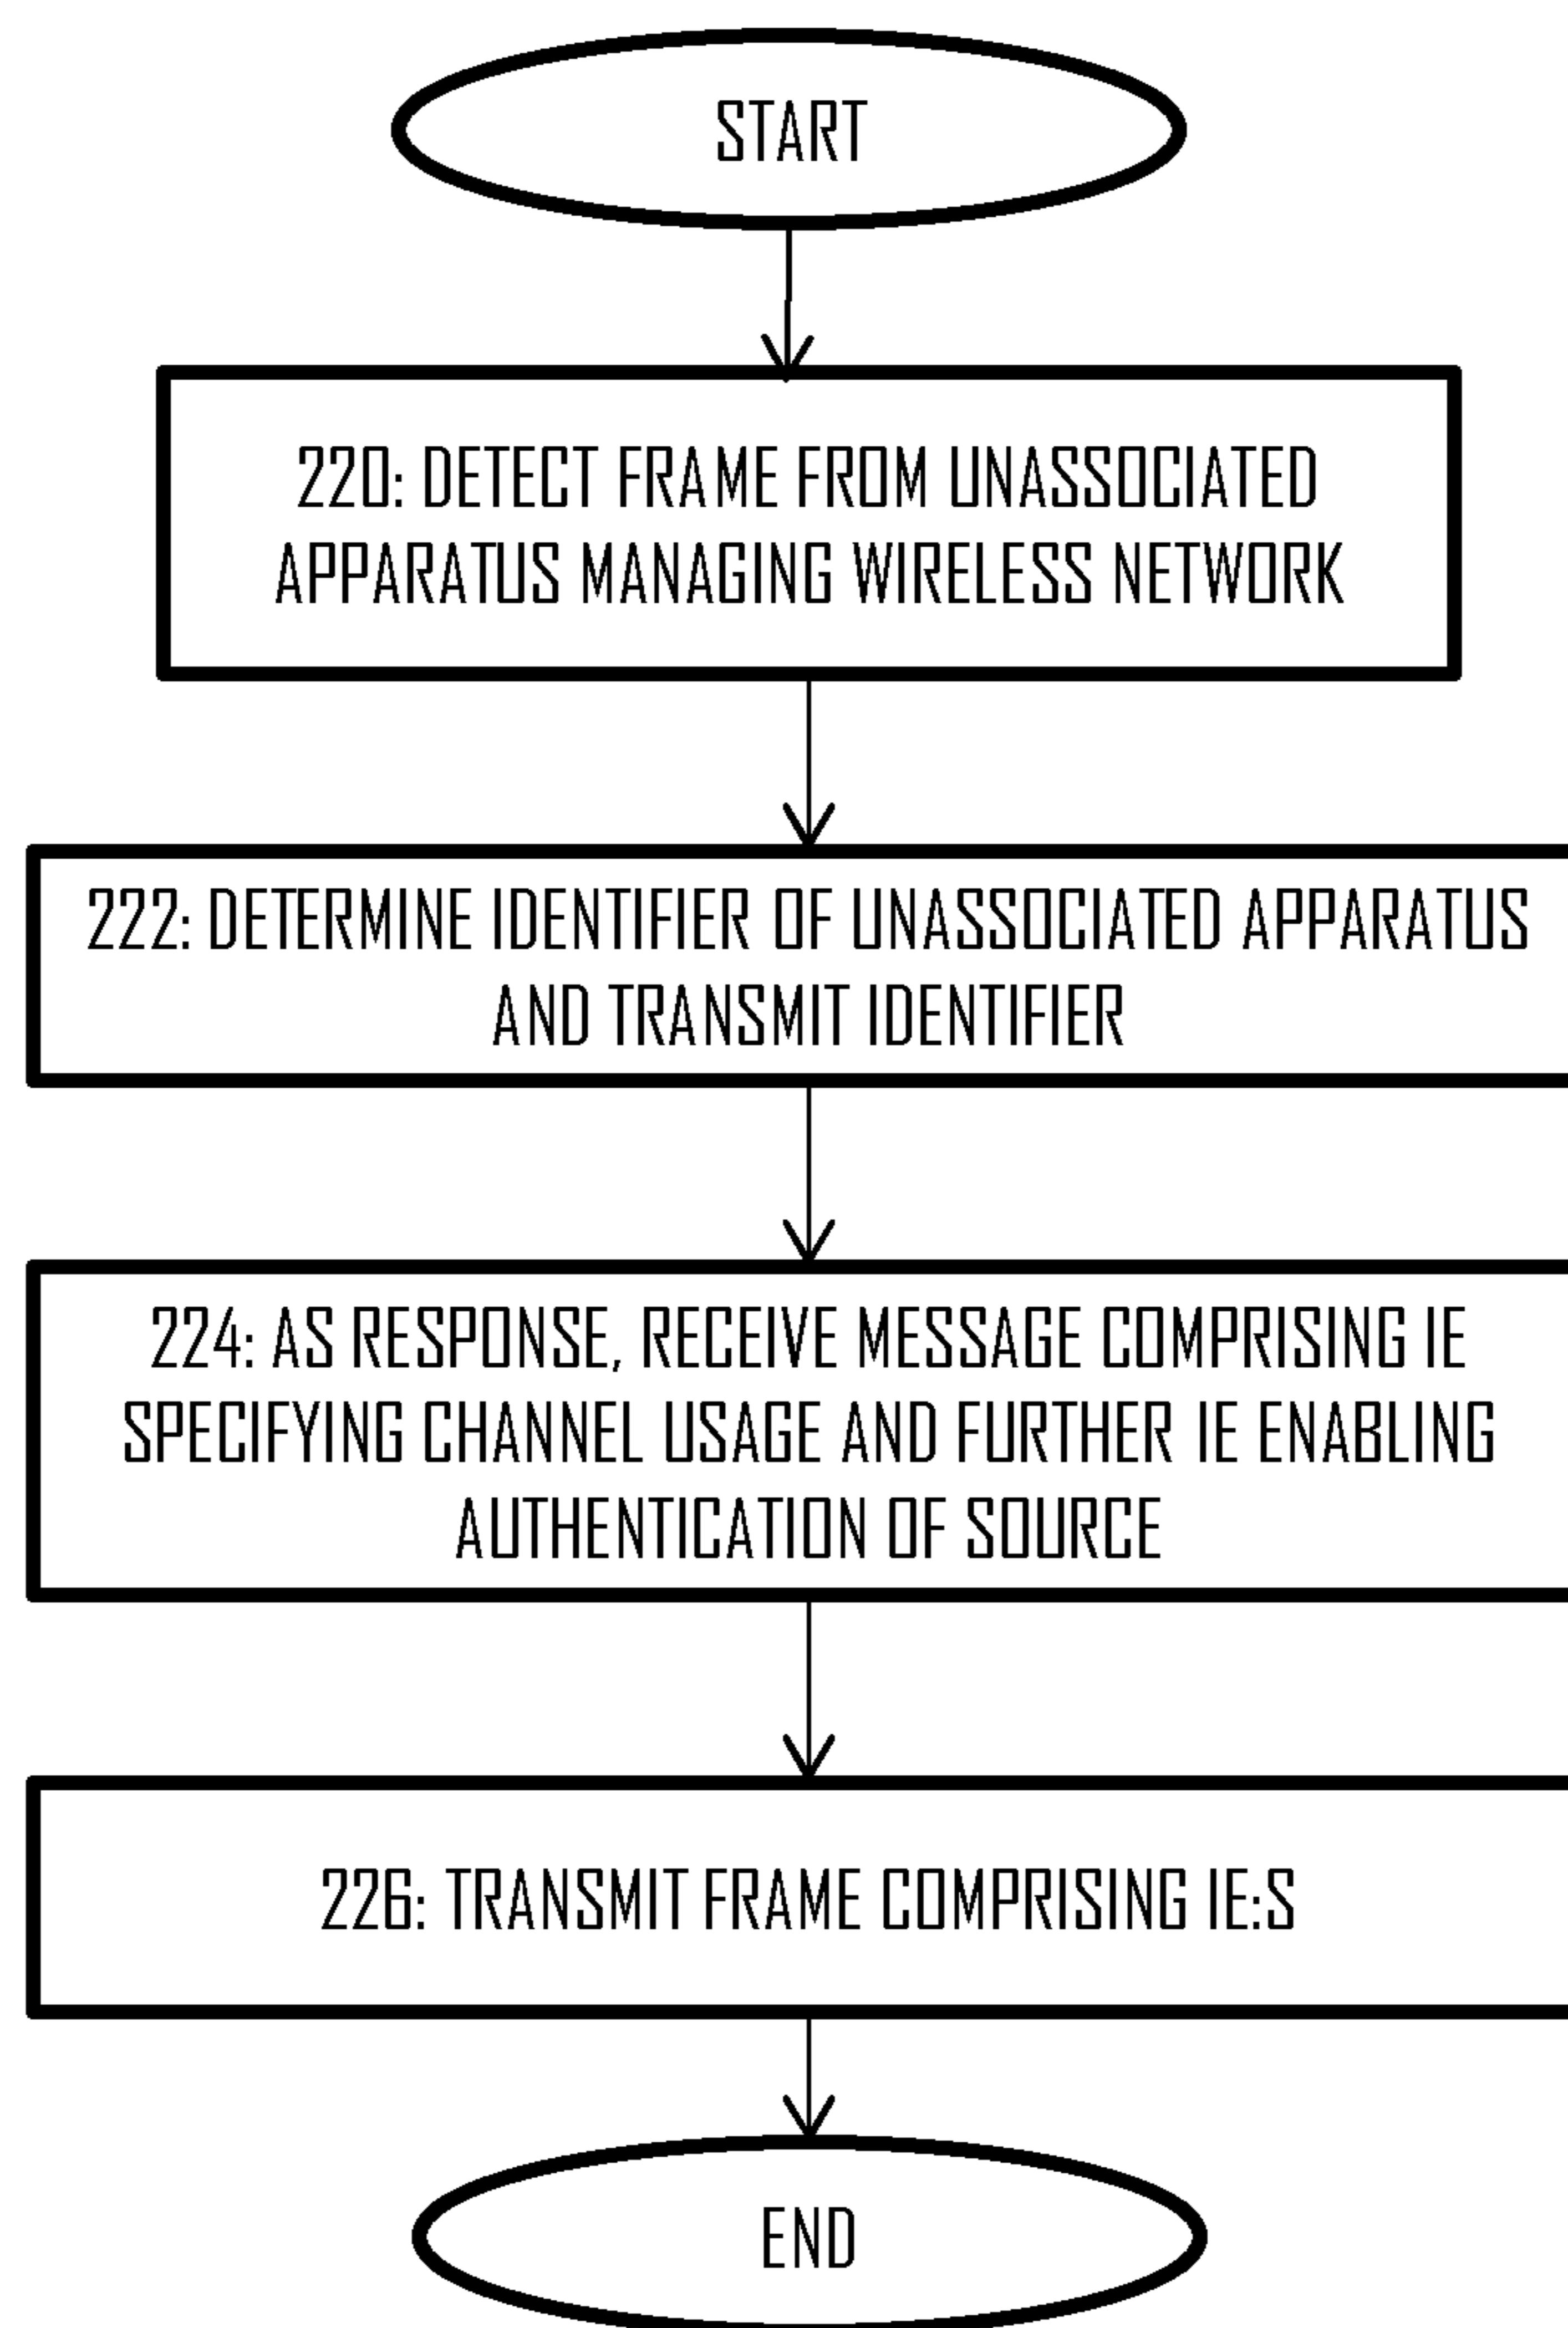 START
220: DETECT FRAME FROM UNASSOCIATED
APPARATUS MANAGING WIRELESS NETWORK
222: DETERMINE IDENTIFIER OF UNASSOCIATED APPARATUS
AND TRANSMIT IDENTIFIER
224: AS RESPONSE, RECEIVE MESSAGE COMPRISING IE
SPECIFYING CHANNEL USAGE AND FURTHER IE ENABLING
AUTHENTICATION OF SOURCE
226: TRANSMIT FRAME COMPRISING IE:S
END